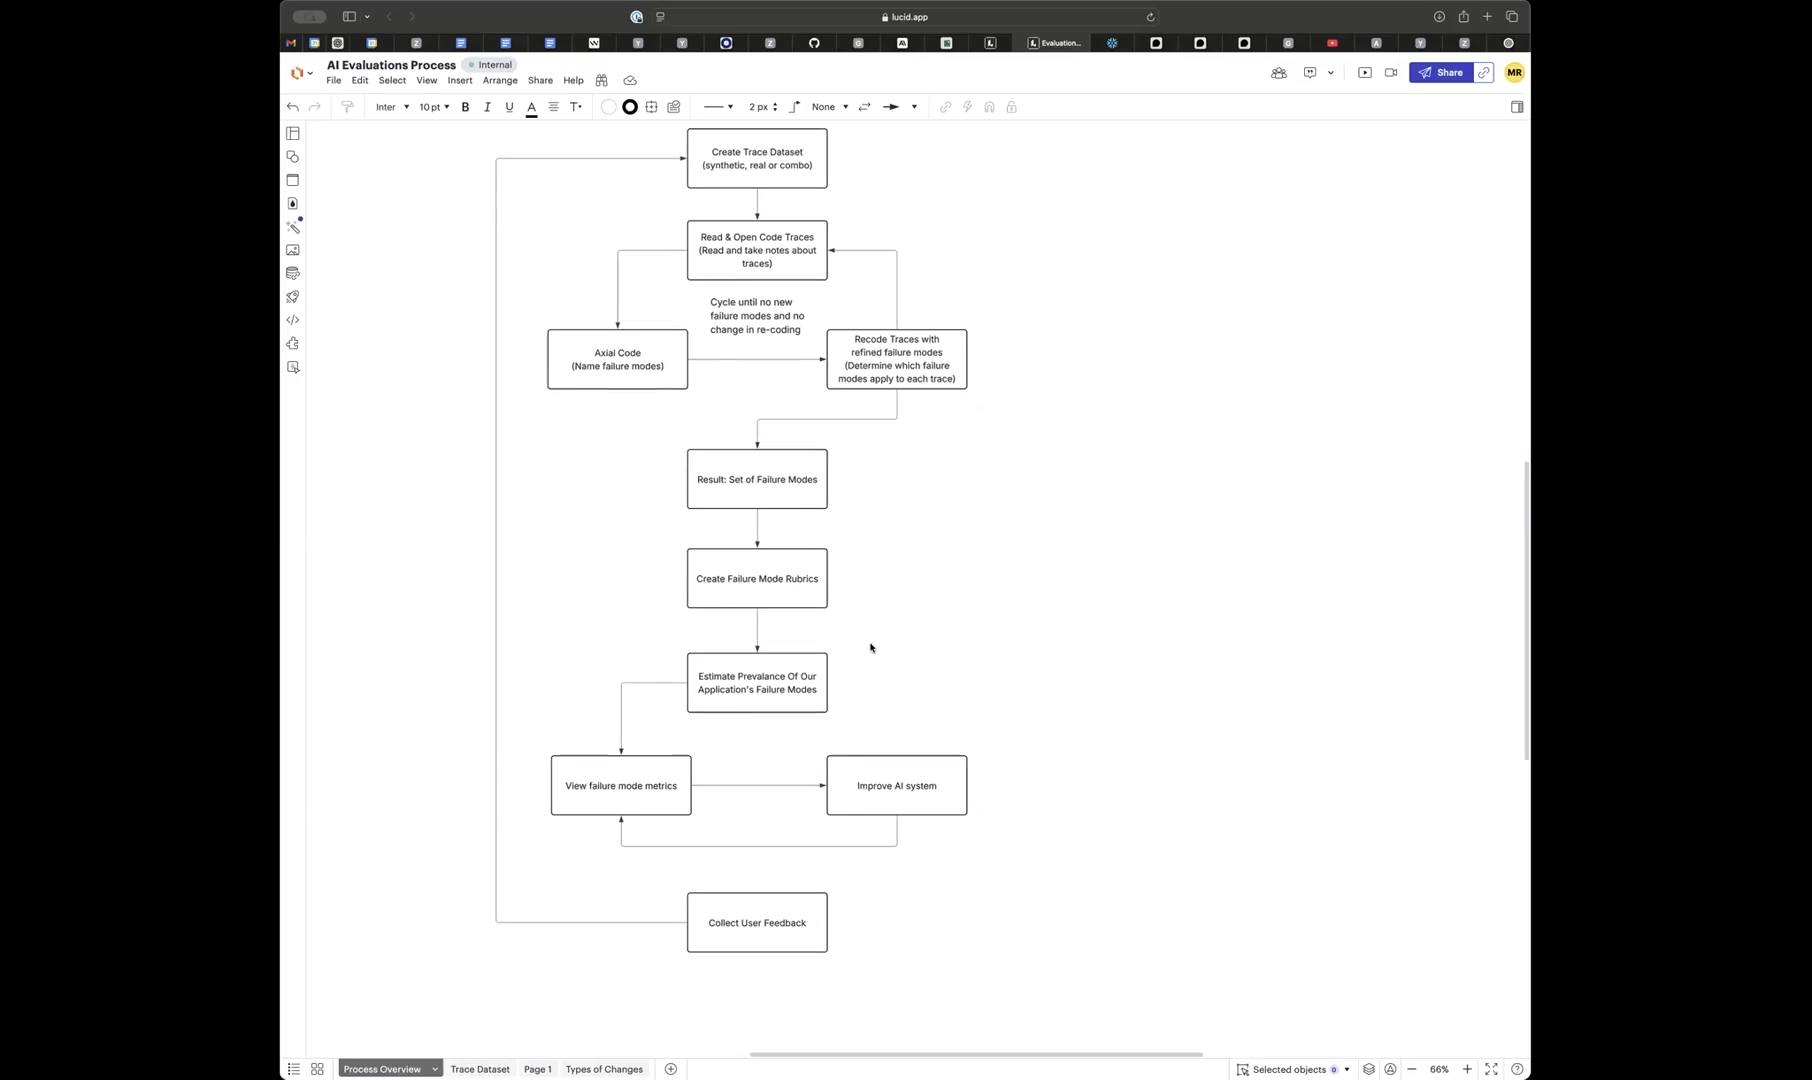 lucid.app
Evaluation...
AI Evaluations Process
Internal
File Edit Select View Insert Arrange Share Help
Share
MR
Inter
10 pt
B I U A T
2 px
None
Create Trace Dataset
(synthetic, real or combo)
Read & Open Code Traces
(Read and take notes about
traces)
Cycle until no new
failure modes and no
change in re-coding
Axial Code
(Name failure modes)
Recode Traces with
refined failure modes
(Determine which failure
modes apply to each trace)
Result: Set of Failure Modes
Create Failure Mode Rubrics
Estimate Prevalance Of Our
Application's Failure Modes
View failure mode metrics
Improve AI system
Collect User Feedback
Process Overview
Trace Dataset
Page 1
Types of Changes
Selected objects 0
66%